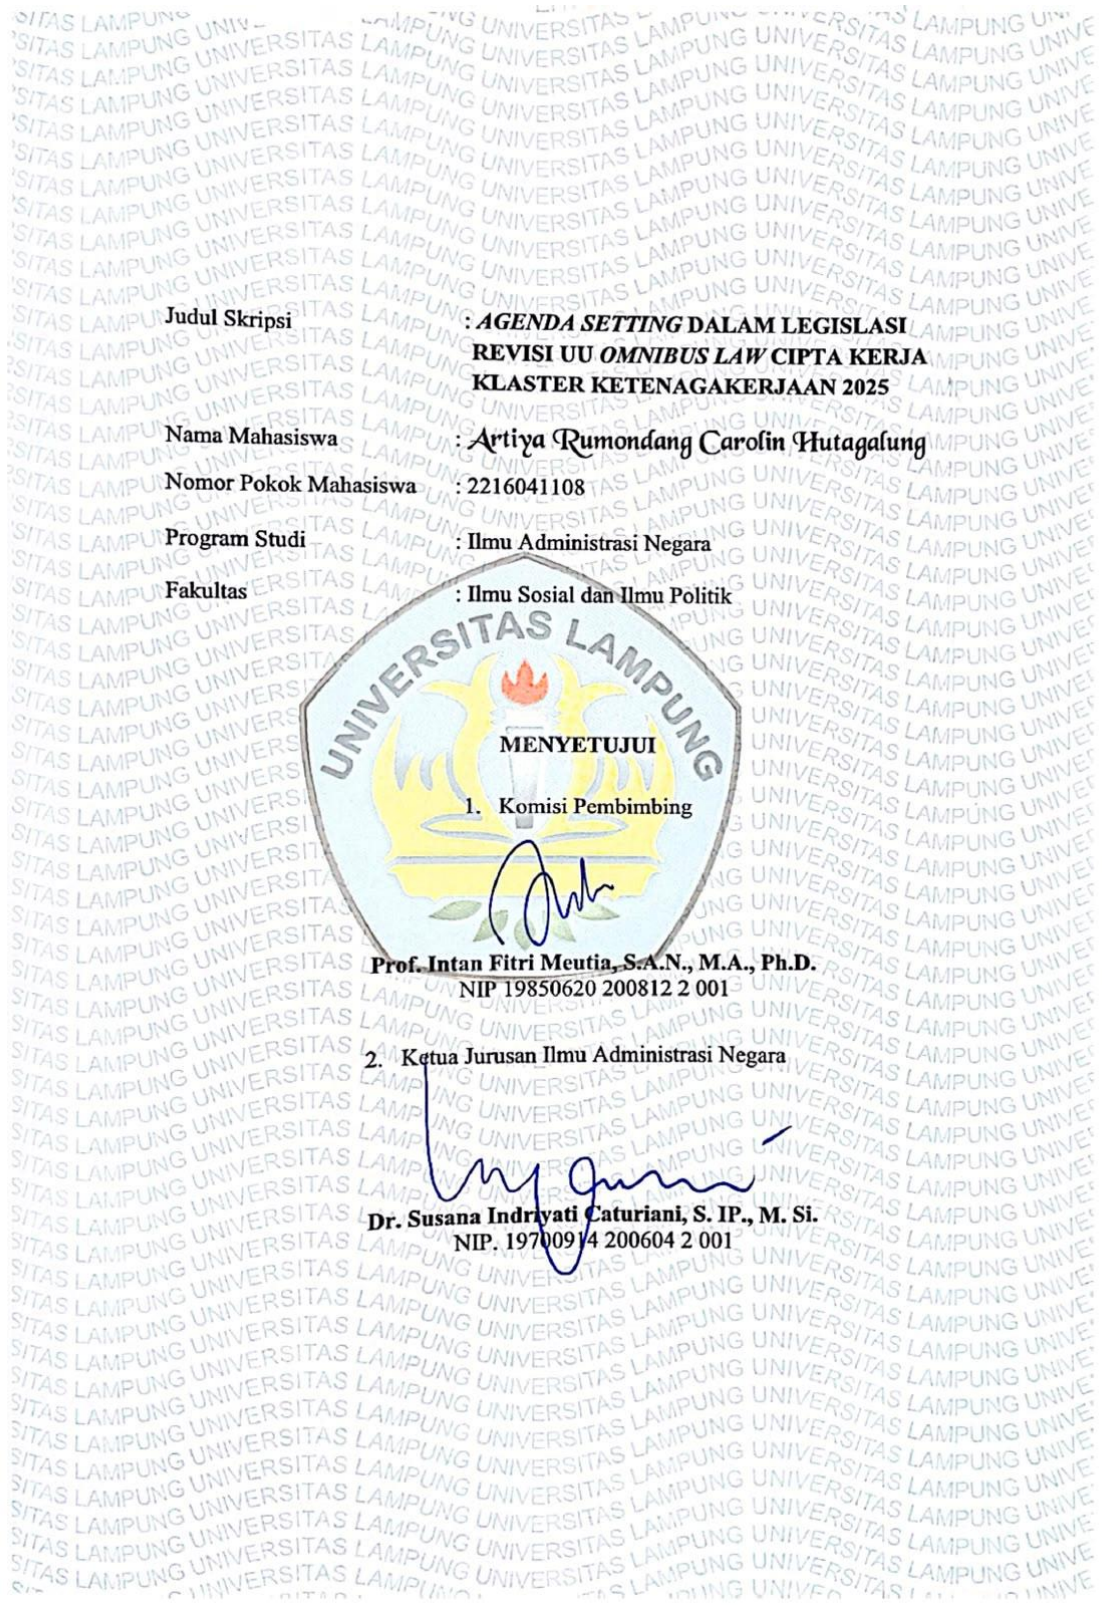 Judul Skripsi : AGENDA SETTING DALAM LEGISLASI
REVISI UU OMNIBUS LAW CIPTA KERJA
KLASTER KETENAGAKERJAAN 2025
Nama Mahasiswa : Artiya Rumondang Carolin Hutagalung
Nomor Pokok Mahasiswa : 2216041108
Program Studi : Ilmu Administrasi Negara
Fakultas : Ilmu Sosial dan Ilmu Politik
UNIVERSITAS LAMPUNG
MENYETUJUI
1. Komisi Pembimbing
Prof. Intan Fitri Meutia, S.A.N., M.A., Ph.D.
NIP 19850620 200812 2 001
2. Ketua Jurusan Ilmu Administrasi Negara
Dr. Susana Indriyati Caturiani, S. IP., M. Si.
NIP. 19700914 200604 2 001